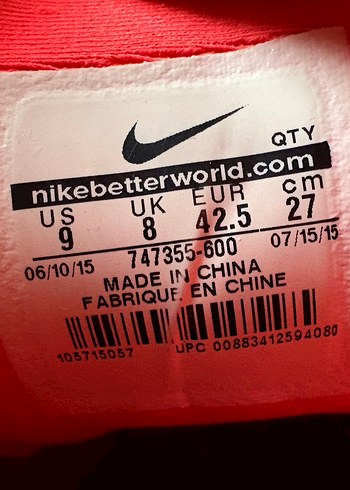 QTY
nikebetterworld.com
US UK EUR cm
9 8 42.5 27
06/10/15 747355-600 07/15/15
MADE IN CHINA
FABRIQUE EN CHINE
105715057 UPC 00883412594080